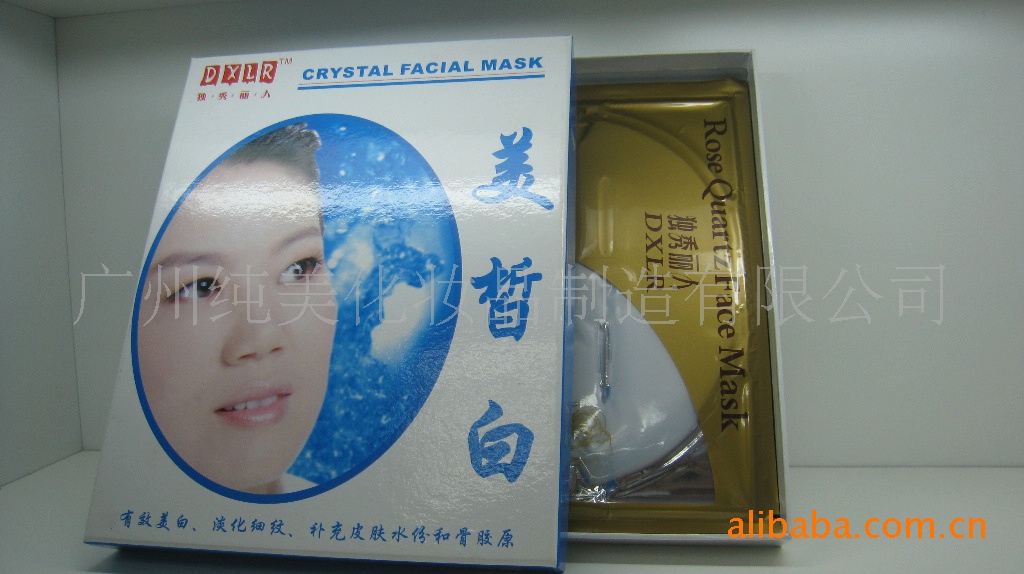 DXLR™
独·秀·丽·人
CRYSTAL FACIAL MASK
美皙白
有效美白、淡化细纹、补充皮肤水份和骨胶原
Rose Quartz Face Mask
独秀丽人
DXLR
广州纯美化妆品制造有限公司
alibaba.com.cn